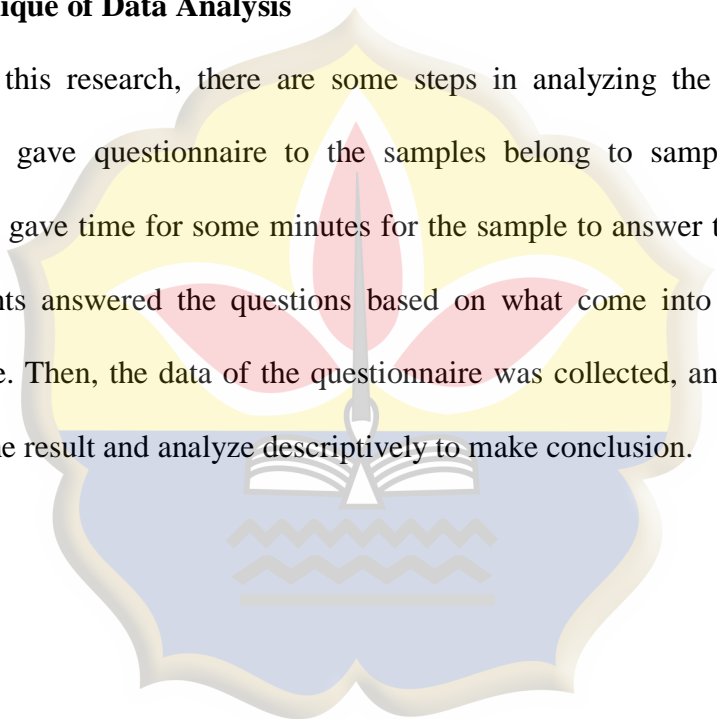 ique of Data Analysis
this research, there are some steps in analyzing the
gave questionnaire to the samples belong to samp
gave time for some minutes for the sample to answer t
nts answered the questions based on what come into
e. Then, the data of the questionnaire was collected, an
e result and analyze descriptively to make conclusion.